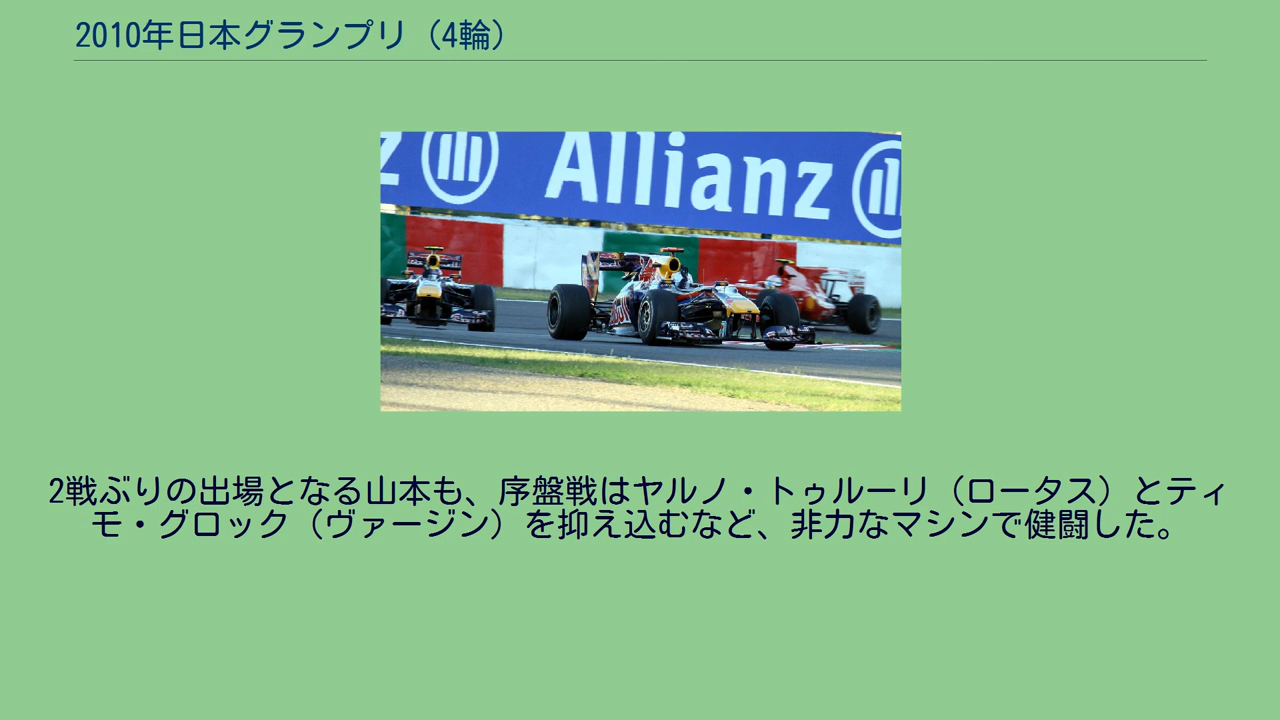 2010年日本グランプリ（4輪）
Z Allianz
2戦ぶりの出場となる山本も、序盤戦はヤルノ・トゥルーリ（ロータス）とティ
モ・グロック（ヴァージン）を抑え込むなど、非力なマシンで健闘した。